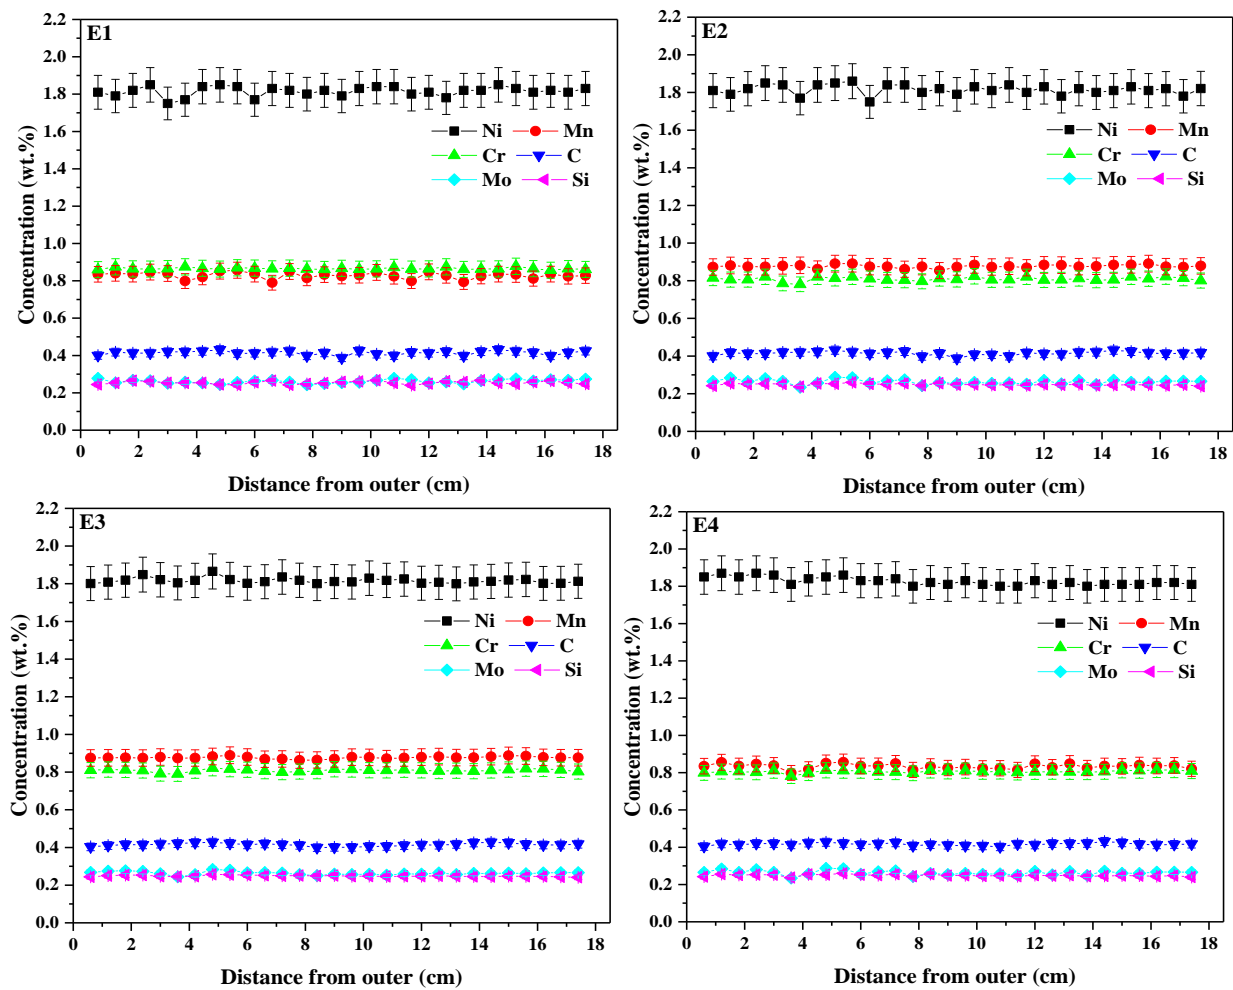 E1
2.2
2.0
1.8
1.6
1.4
1.2
1.0
0.8
0.6
0.4
0.2
0.0
Concentration (wt.%)
Ni Mn
Cr C
Mo Si
0 2 4 6 8 10 12 14 16 18
Distance from outer (cm)
E2
2.2
2.0
1.8
1.6
1.4
1.2
1.0
0.8
0.6
0.4
0.2
0.0
Concentration (wt.%)
Ni Mn
Cr C
Mo Si
0 2 4 6 8 10 12 14 16 18
Distance from outer (cm)
E3
2.2
2.0
1.8
1.6
1.4
1.2
1.0
0.8
0.6
0.4
0.2
0.0
Concentration (wt.%)
Ni Mn
Cr C
Mo Si
0 2 4 6 8 10 12 14 16 18
Distance from outer (cm)
E4
2.2
2.0
1.8
1.6
1.4
1.2
1.0
0.8
0.6
0.4
0.2
0.0
Concentration (wt.%)
Ni Mn
Cr C
Mo Si
0 2 4 6 8 10 12 14 16 18
Distance from outer (cm)